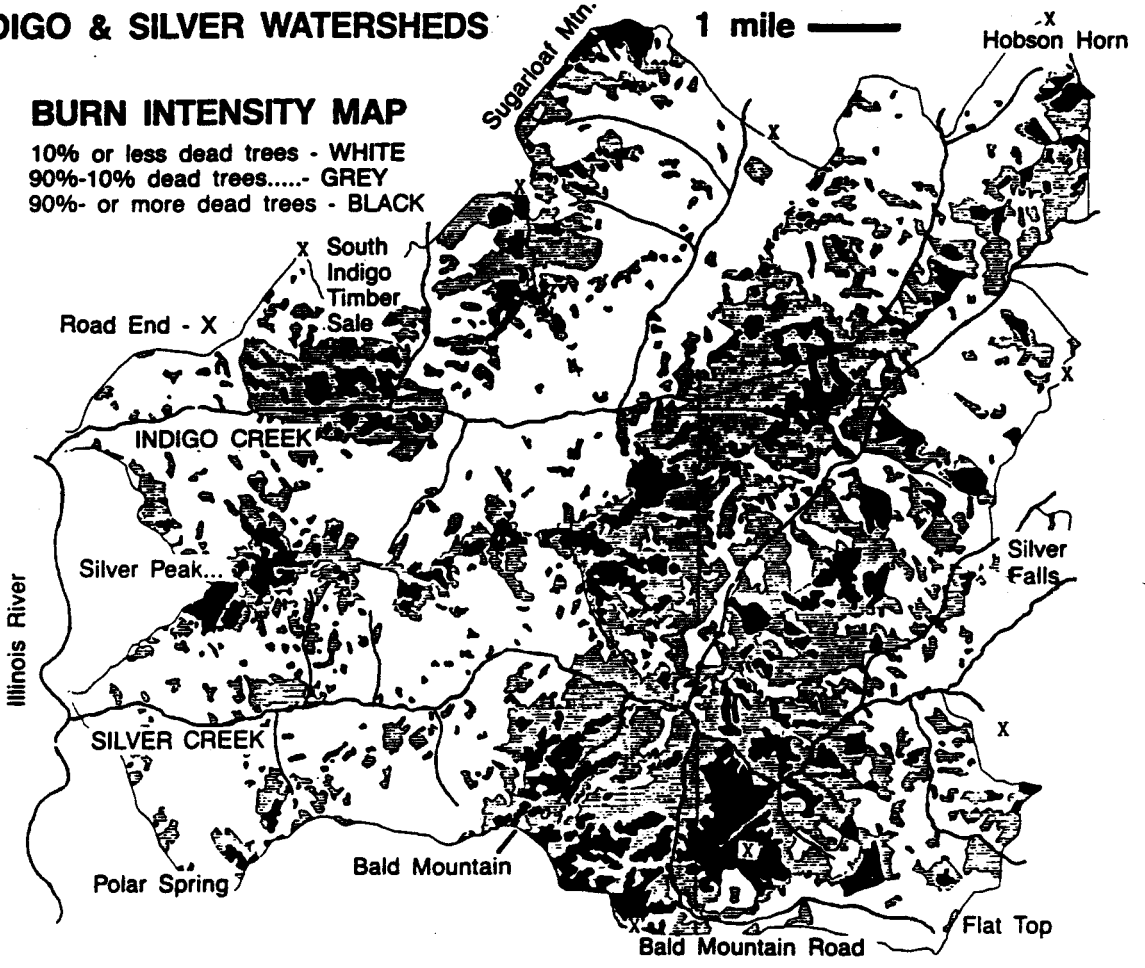 DIGO & SILVER WATERSHEDS
1 mile
X
Hobson Horn
Sugarloaf Mtn.
BURN INTENSITY MAP
10% or less dead trees - WHITE
90%-10% dead trees.....- GREY
90%- or more dead trees - BLACK
X
X
X South
Indigo
Timber
Sale
Road End - X
X
INDIGO CREEK
Silver Peak...
Silver
Falls
Illinois River
SILVER CREEK
X
X
Bald Mountain
Polar Spring
X
Flat Top
Bald Mountain Road